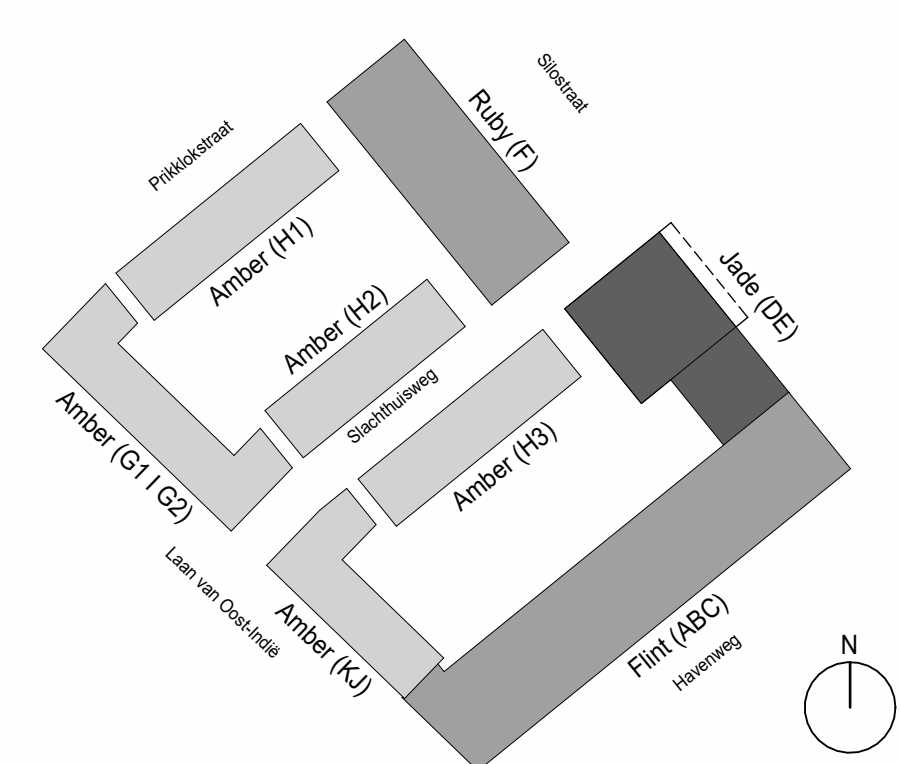 Silostraat
Ruby (F)
Prikklokstraat
Amber (H1)
Jade (DE)
Amber (H2)
Slachthuisweg
Amber (G1 I G2)
Amber (H3)
Laan van Oost-Indië
Amber (KJ)
Flint (ABC)
Havenweg
N